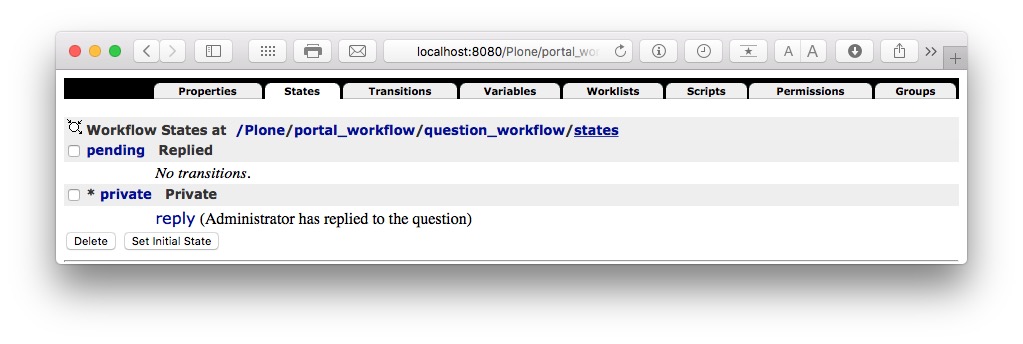 localhost:8080/Plone/portal_wo
A A
Properties States Transitions Variables Worklists Scripts Permissions Groups
Workflow States at /Plone/portal_workflow/question_workflow/states
pending Replied
No transitions.
* private Private
reply (Administrator has replied to the question)
Delete Set Initial State